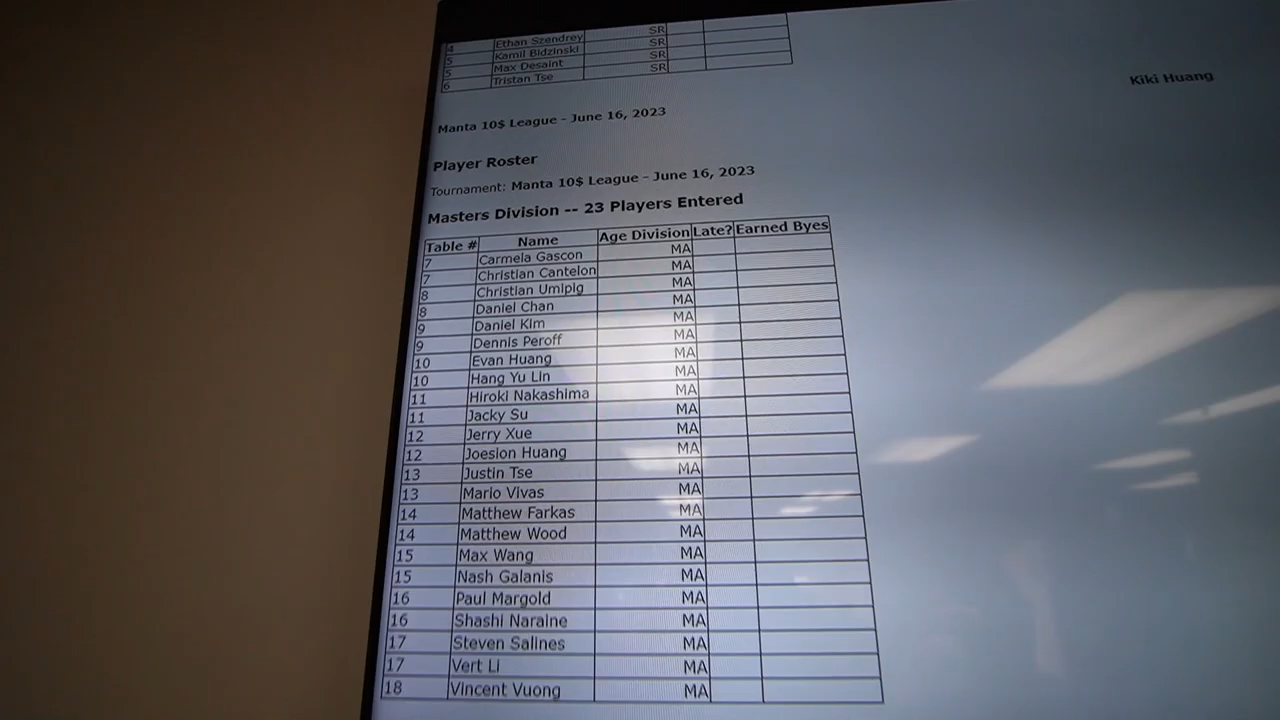 4 Ethan Szendrey SR
5 Kamil Bidzinski SR
5 Max Desaint SR
6 Tristan Tse SR
Kiki Huang
Manta 10$ League - June 16, 2023
Player Roster
Tournament: Manta 10$ League - June 16, 2023
Masters Division -- 23 Players Entered
Table # Name Age Division Late? Earned Byes
7 Carmela Gascon MA
7 Christian Cantelon MA
8 Christian Umipig MA
8 Daniel Chan MA
9 Daniel Kim MA
9 Dennis Peroff MA
10 Evan Huang MA
10 Hang Yu Lin MA
11 Hiroki Nakashima MA
11 Jacky Su MA
12 Jerry Xue MA
12 Joesion Huang MA
13 Justin Tse MA
13 Mario Vivas MA
14 Matthew Farkas MA
14 Matthew Wood MA
15 Max Wang MA
15 Nash Galanis MA
16 Paul Margold MA
16 Shashi Naraine MA
17 Steven Salines MA
17 Vert Li MA
18 Vincent Vuong MA